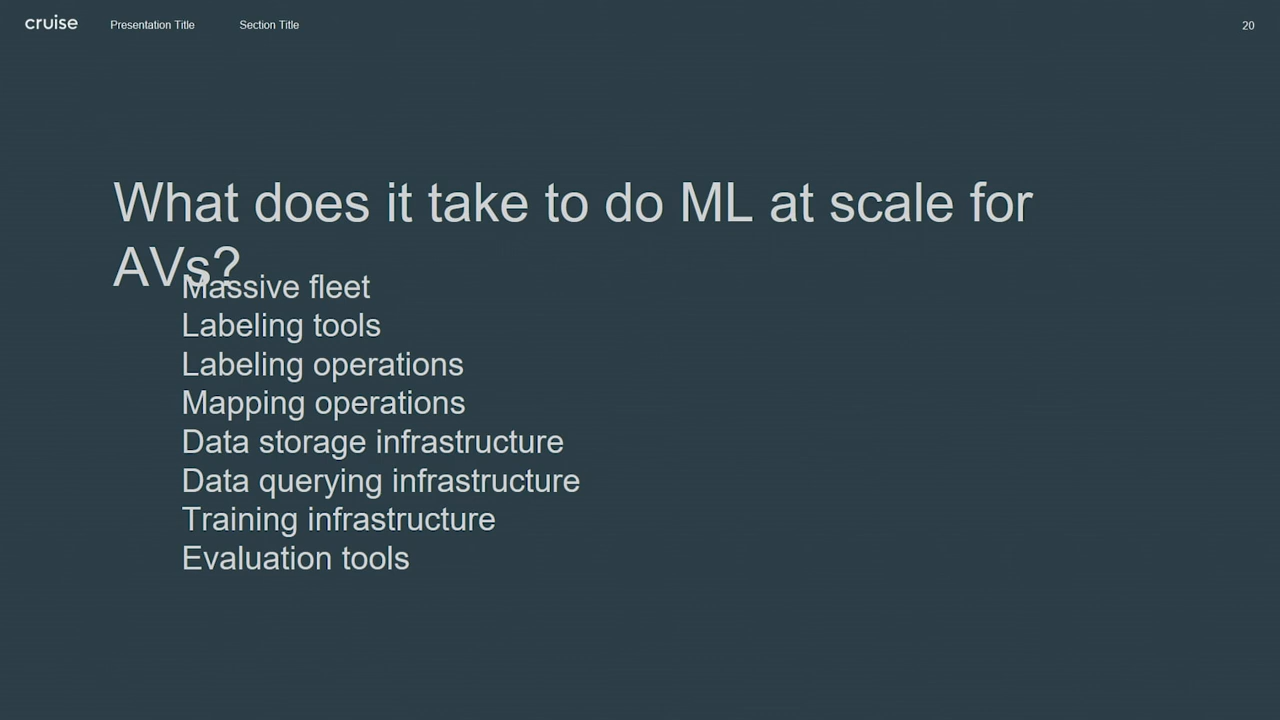 cruise Presentation Title Section Title 20
What does it take to do ML at scale for
AVs?
Massive fleet
Labeling tools
Labeling operations
Mapping operations
Data storage infrastructure
Data querying infrastructure
Training infrastructure
Evaluation tools